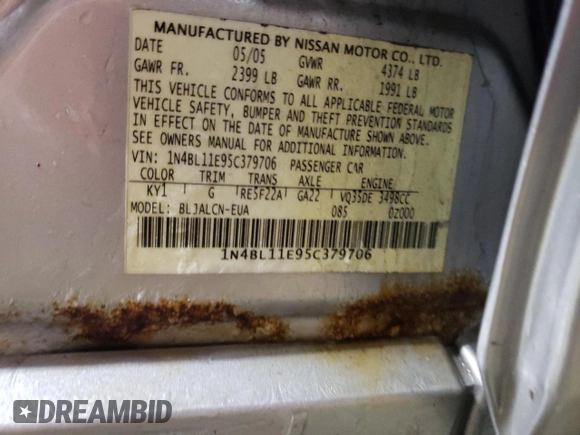 MANUFACTURED BY NISSAN MOTOR CO., LTD.
DATE 05/05 GVWR 4374 LB
GAWR FR. 2399 LB GAWR RR. 1991 LB
THIS VEHICLE CONFORMS TO ALL APPLICABLE FEDERAL MOTOR
VEHICLE SAFETY, BUMPER AND THEFT PREVENTION STANDARDS
IN EFFECT ON THE DATE OF MANUFACTURE SHOWN ABOVE.
SEE OWNERS MANUAL FOR ADDITIONAL INFORMATION.
VIN: 1N4BL11E95C379706 PASSENGER CAR
COLOR TRIM TRANS AXLE ENGINE
KY1 G RE5F22A GA22 VQ35DE 3498CC
MODEL: BLJALCN-EUA 085 0Z000
1N4BL11E95C379706
DREAMBID